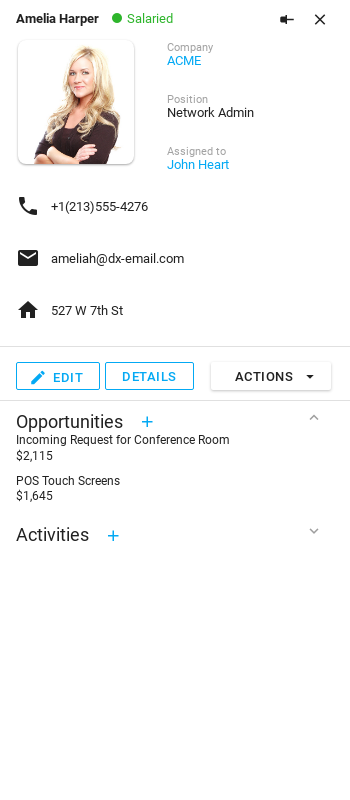 Amelia Harper Salaried
Company
ACME
Position
Network Admin
Assigned to
John Heart
+1(213)555-4276
ameliah@dx-email.com
527 W 7th St
EDIT DETAILS ACTIONS
Opportunities
Incoming Request for Conference Room
$2,115
POS Touch Screens
$1,645
Activities